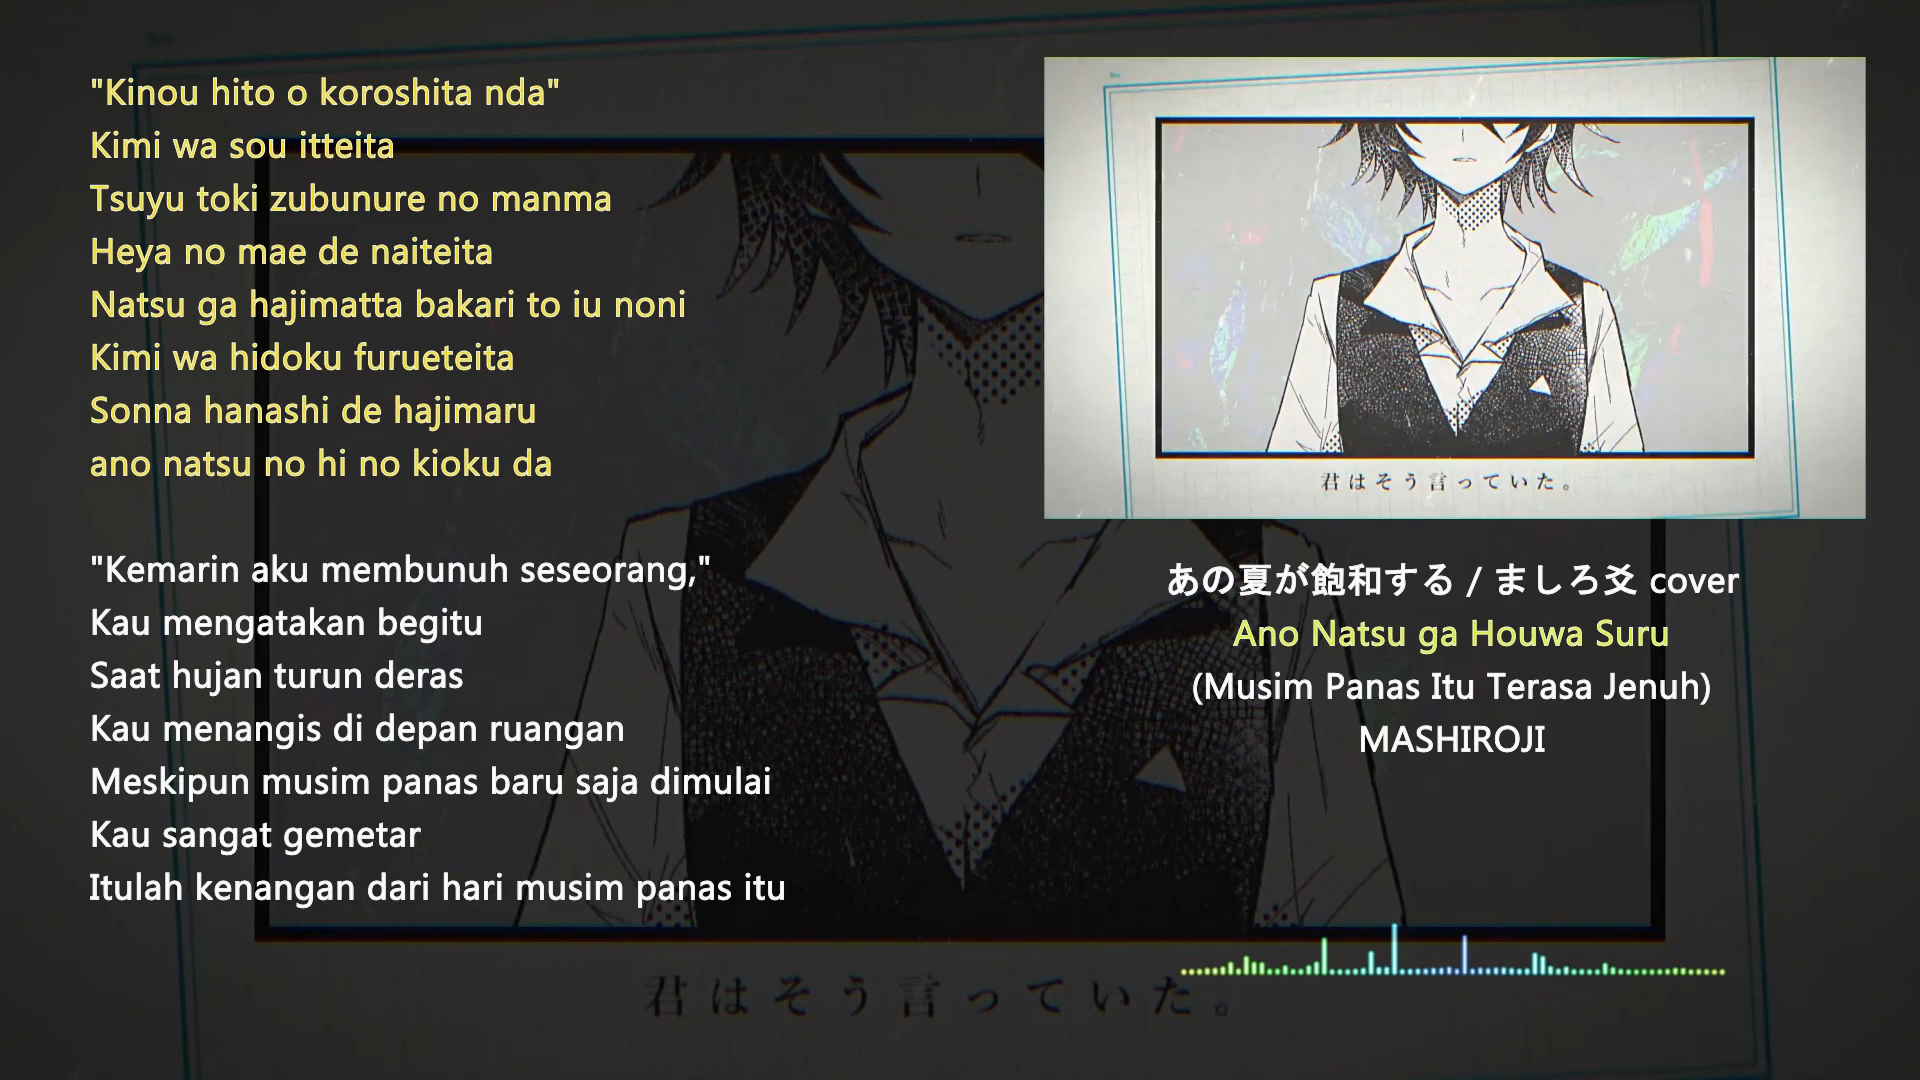 "Kinou hito o koroshita nda"
Kimi wa sou itteita
Tsuyu toki zubunure no manma
Heya no mae de naiteita
Natsu ga hajimatta bakari to iu noni
Kimi wa hidoku furueteita
Sonna hanashi de hajimaru
ano natsu no hi no kioku da
"Kemarin aku membunuh seseorang,"
Kau mengatakan begitu
Saat hujan turun deras
Kau menangis di depan ruangan
Meskipun musim panas baru saja dimulai
Kau sangat gemetar
Itulah kenangan dari hari musim panas itu
君はそう言っていた。
あの夏が飽和する / ましろ爻 cover
Ano Natsu ga Houwa Suru
(Musim Panas Itu Terasa Jenuh)
MASHIROJI
君はそう言っていた。